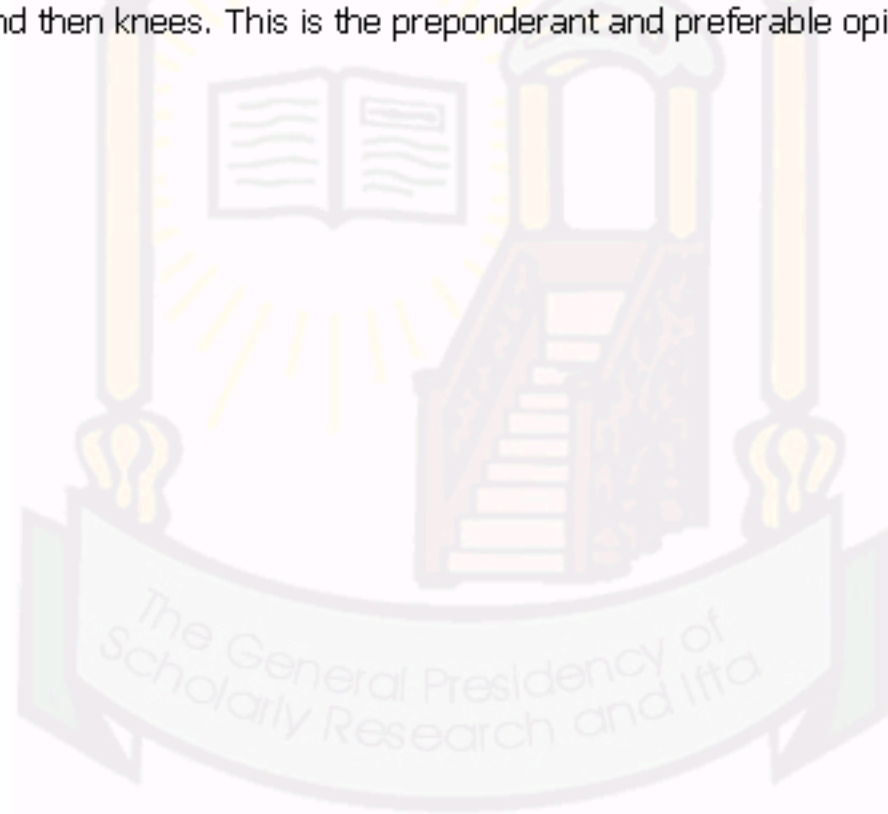 nd then knees. This is the preponderant and preferable opi
The General Presidency of
Scholarly Research and Ifta